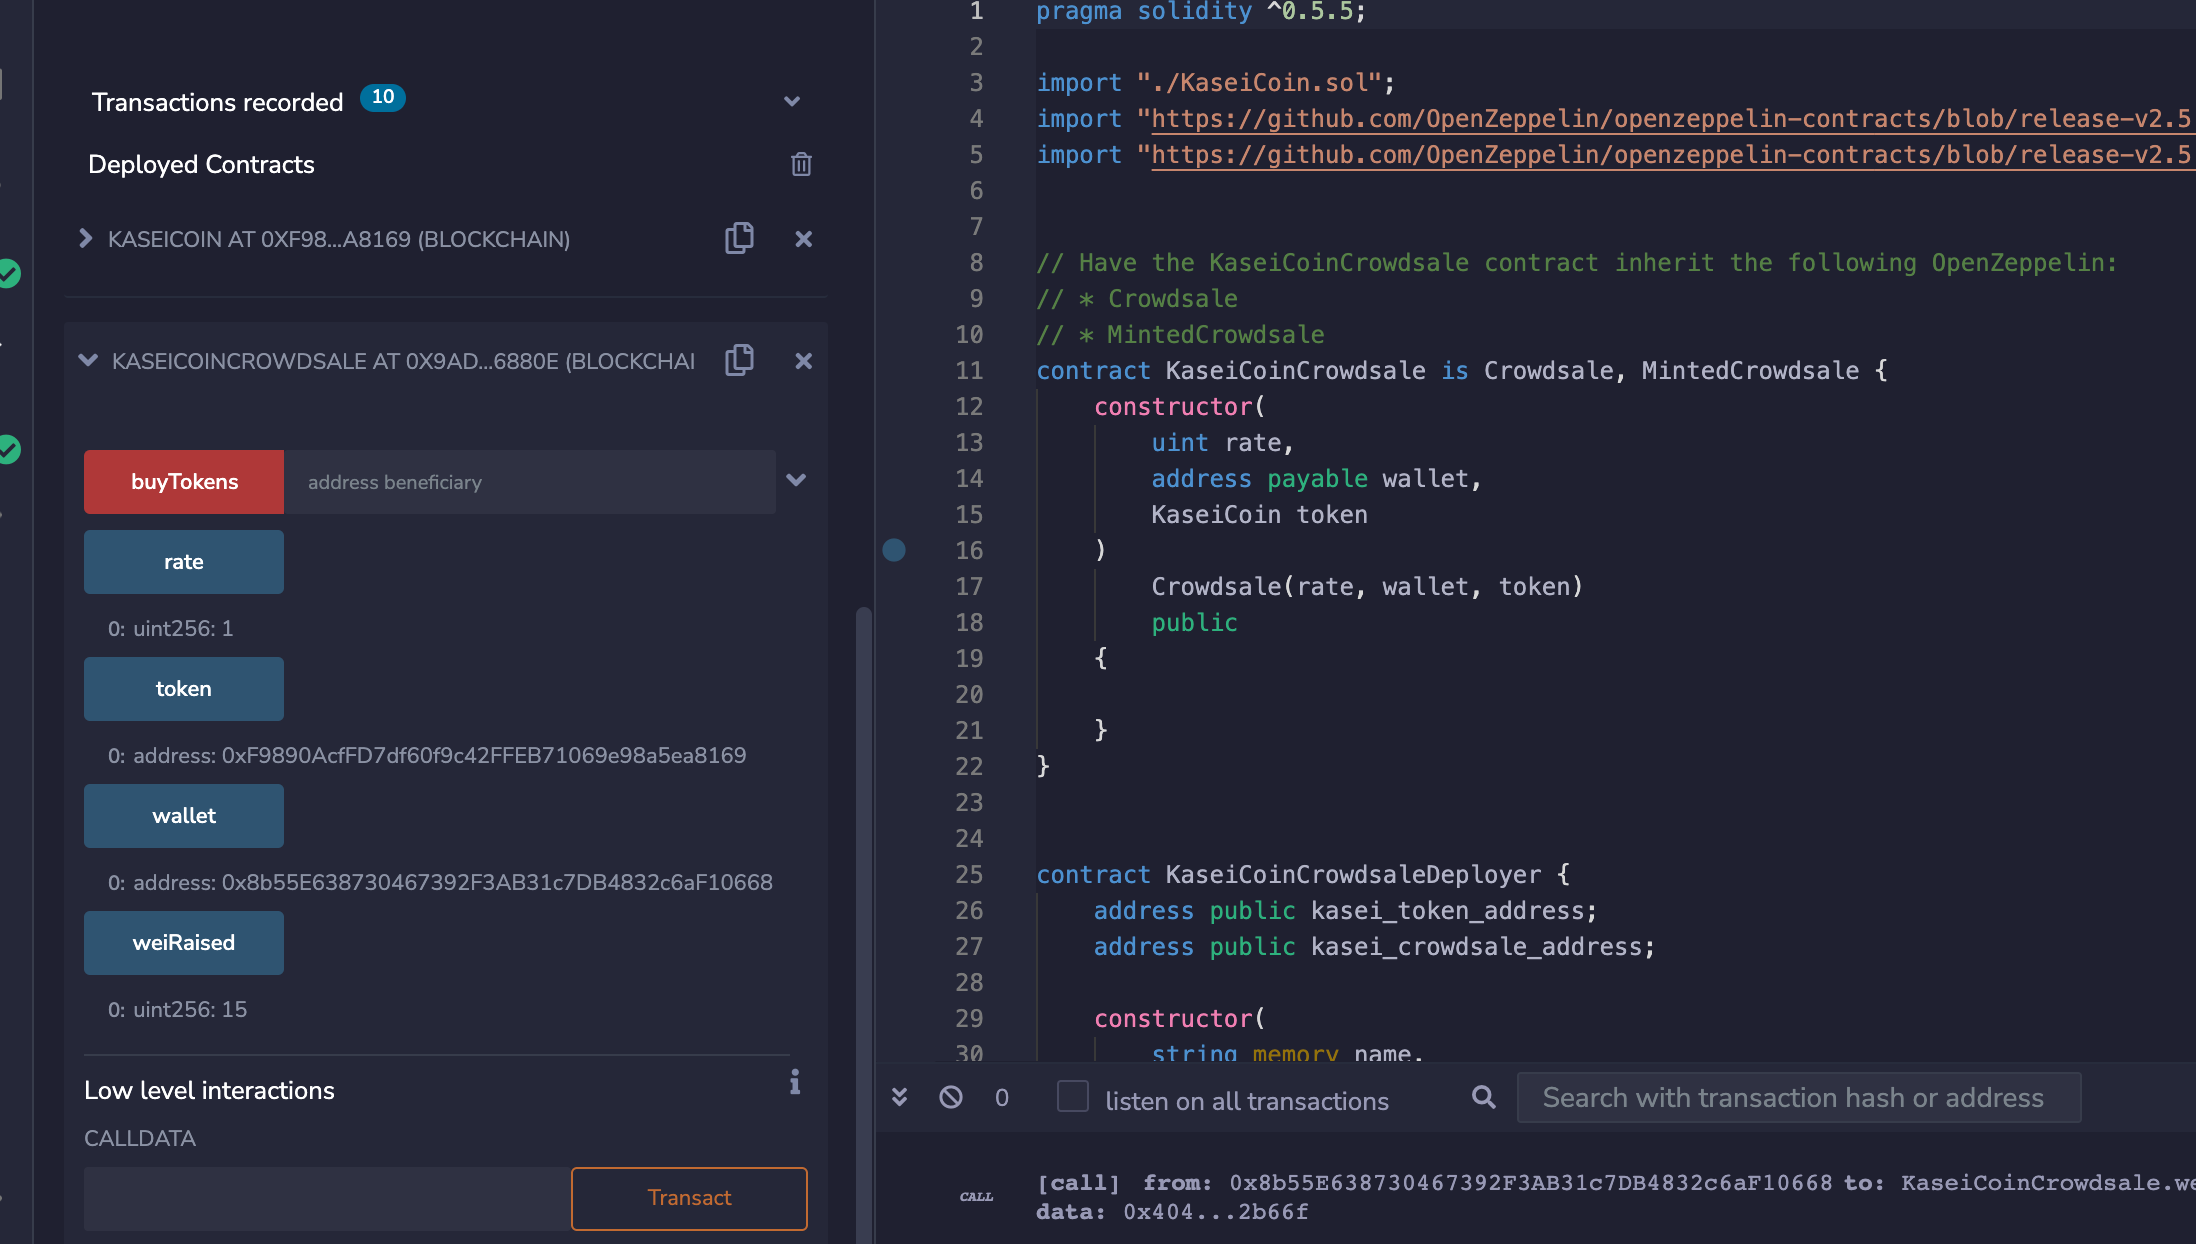 Transactions recorded 10
Deployed Contracts
KASEICOIN AT 0XF98...A8169 (BLOCKCHAIN)
KASEICOINCROWDSALE AT 0X9AD...6880E (BLOCKCHAI
buyTokens address beneficiary
rate
0: uint256: 1
token
0: address: 0xF9890AcfFD7df60f9c42FFEB71069e98a5ea8169
wallet
0: address: 0x8b55E638730467392F3AB31c7DB4832c6aF10668
weiRaised
0: uint256: 15
Low level interactions
CALLDATA
Transact
1 pragma solidity ^0.5.5;
2
3 import "./KaseiCoin.sol";
4 import "https://github.com/OpenZeppelin/openzeppelin-contracts/blob/release-v2.5
5 import "https://github.com/OpenZeppelin/openzeppelin-contracts/blob/release-v2.5
6
7
8 // Have the KaseiCoinCrowdsale contract inherit the following OpenZeppelin:
9 // * Crowdsale
10 // * MintedCrowdsale
11 contract KaseiCoinCrowdsale is Crowdsale, MintedCrowdsale {
12 constructor(
13 uint rate,
14 address payable wallet,
15 KaseiCoin token
16 )
17 Crowdsale(rate, wallet, token)
18 public
19 {
20
21 }
22 }
23
24
25 contract KaseiCoinCrowdsaleDeployer {
26 address public kasei_token_address;
27 address public kasei_crowdsale_address;
28
29 constructor(
30 string memory name,
0 listen on all transactions Search with transaction hash or address
CALL [call] from: 0x8b55E638730467392F3AB31c7DB4832c6aF10668 to: KaseiCoinCrowdsale.we
data: 0x404...2b66f